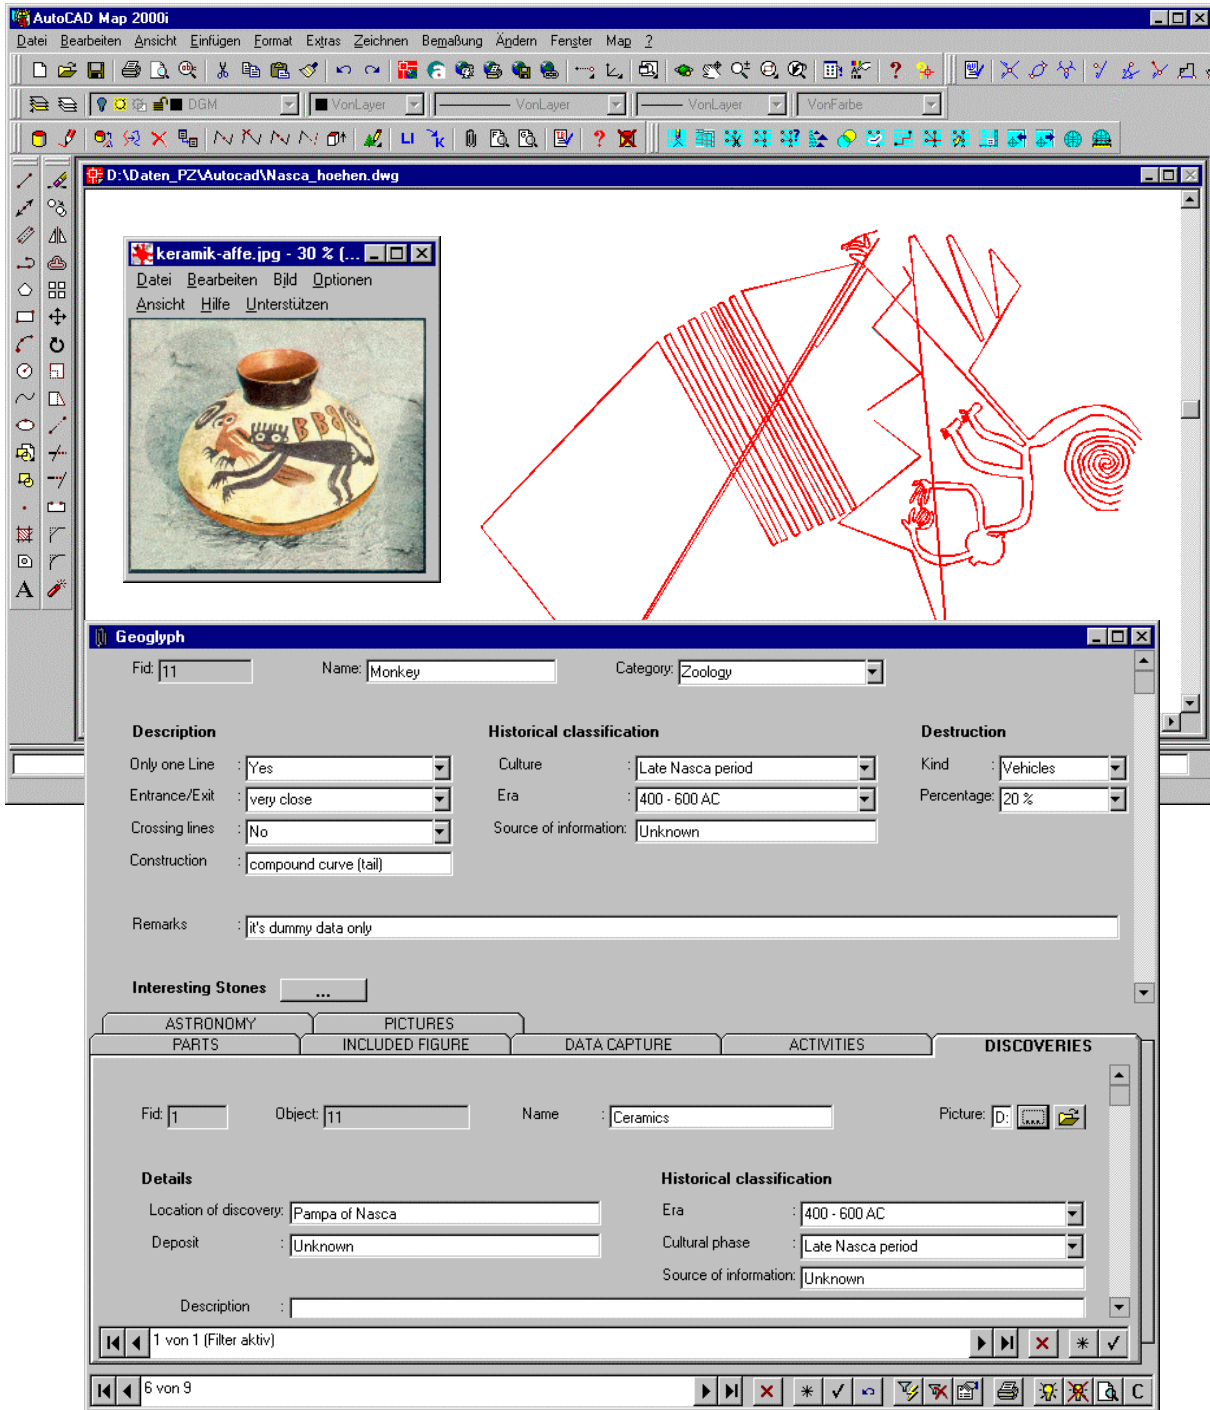 AutoCAD Map 2000i
Datei Bearbeiten Ansicht Einfügen Format Extras Zeichnen Bemaßung Ändern Fenster Map ?
DGM VonLayer VonLayer VonLayer VonFarbe
D:\Daten_PZ\Autocad\Nasca_hoehen.dwg
keramik-affe.jpg - 30 % (...
Datei Bearbeiten Bild Optionen
Ansicht Hilfe Unterstützen
Geoglyph
Fid: 11 Name: Monkey Category: Zoology
Description Historical classification Destruction
Only one Line : Yes Culture : Late Nasca period Kind : Vehicles
Entrance/Exit : very close Era : 400 - 600 AC Percentage: 20 %
Crossing lines : No Source of information: Unknown
Construction : compound curve (tail)
Remarks : it's dummy data only
Interesting Stones ...
ASTRONOMY PICTURES
PARTS INCLUDED FIGURE DATA CAPTURE ACTIVITIES DISCOVERIES
Fid: 1 Object: 11 Name : Ceramics Picture: D: ...
Details Historical classification
Location of discovery: Pampa of Nasca Era : 400 - 600 AC
Deposit : Unknown Cultural phase : Late Nasca period
Source of information: Unknown
Description :
1 von 1 (Filter aktiv)
6 von 9 C